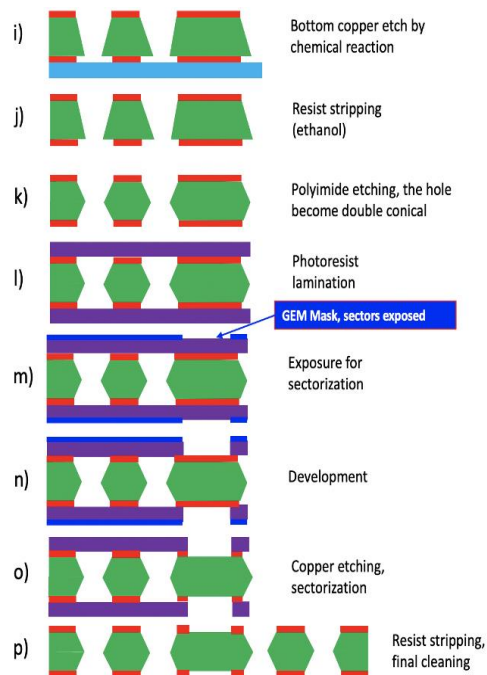 i)
Bottom copper etch by
chemical reaction
j)
Resist stripping
(ethanol)
k)
Polyimide etching, the hole
become double conical
l)
Photoresist
lamination
GEM Mask, sectors exposed
m)
Exposure for
sectorization
n)
Development
o)
Copper etching,
sectorization
p)
Resist stripping,
final cleaning